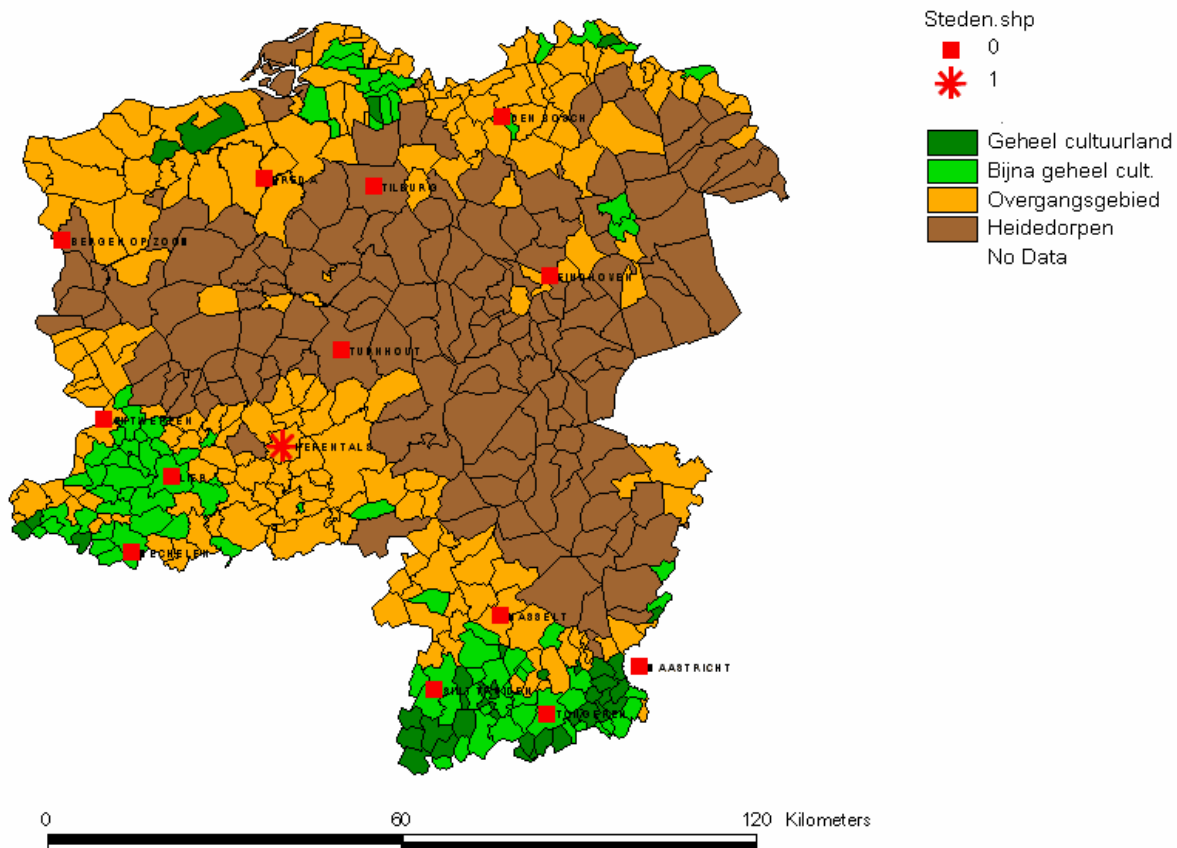 Steden.shp
0
1
Geheel cultuurland
Bijna geheel cult.
Overgangsgebied
Heidedorpen
No Data
DEN BOSCH
BREDA
TILBURG
BERGEN OP ZOOM
EINDHOVEN
TURNHOUT
ANTWERPEN
HERENTALS
LIER
MECHELEN
HASSELT
MAASTRICHT
SINT TRUIDEN
TONGEREN
0 60 120 Kilometers